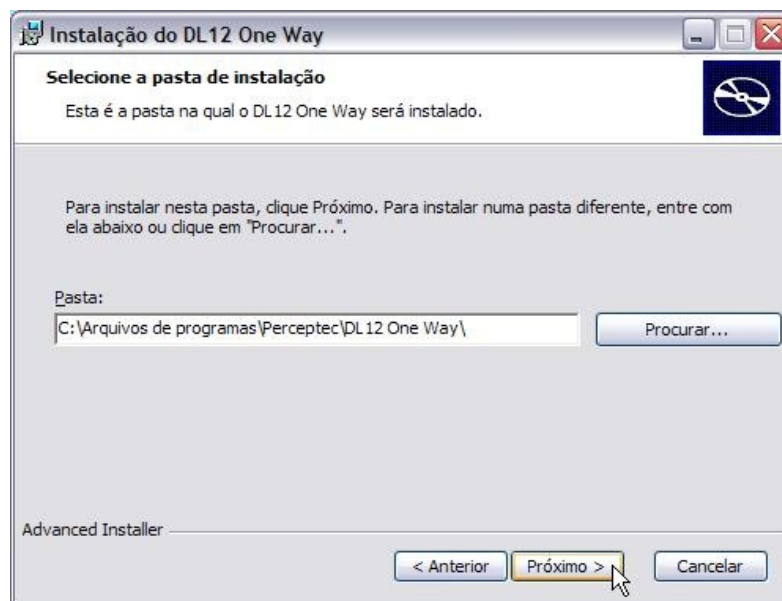 Instalação do DL12 One Way
Selecione a pasta de instalação
Esta é a pasta na qual o DL12 One Way será instalado.
Para instalar nesta pasta, clique Próximo. Para instalar numa pasta diferente, entre com
ela abaixo ou clique em "Procurar...".
Pasta:
C:\Arquivos de programas\Perceptec\DL12 One Way\
Procurar...
Advanced Installer
< Anterior
Próximo >
Cancelar